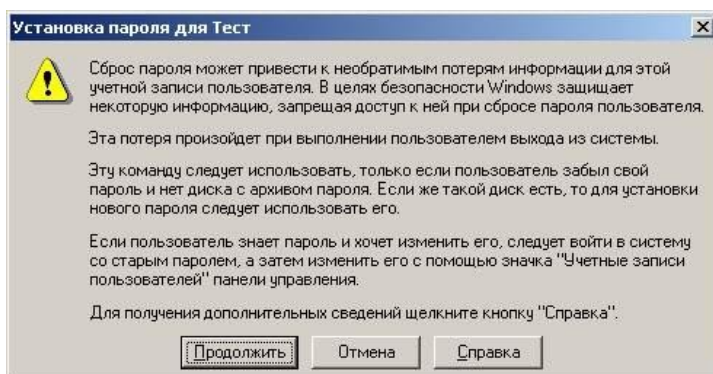 Установка пароля для Тест
Сброс пароля может привести к необратимым потерям информации для этой
учетной записи пользователя. В целях безопасности Windows защищает
некоторую информацию, запрещая доступ к ней при сбросе пароля пользователя.
Эта потеря произойдет при выполнении пользователем выхода из системы.
Эту команду следует использовать, только если пользователь забыл свой
пароль и нет диска с архивом пароля. Если же такой диск есть, то для установки
нового пароля следует использовать его.
Если пользователь знает пароль и хочет изменить его, следует войти в систему
со старым паролем, а затем изменить его с помощью значка "Учетные записи
пользователей" панели управления.
Для получения дополнительных сведений щелкните кнопку "Справка".
Продолжить Отмена Справка